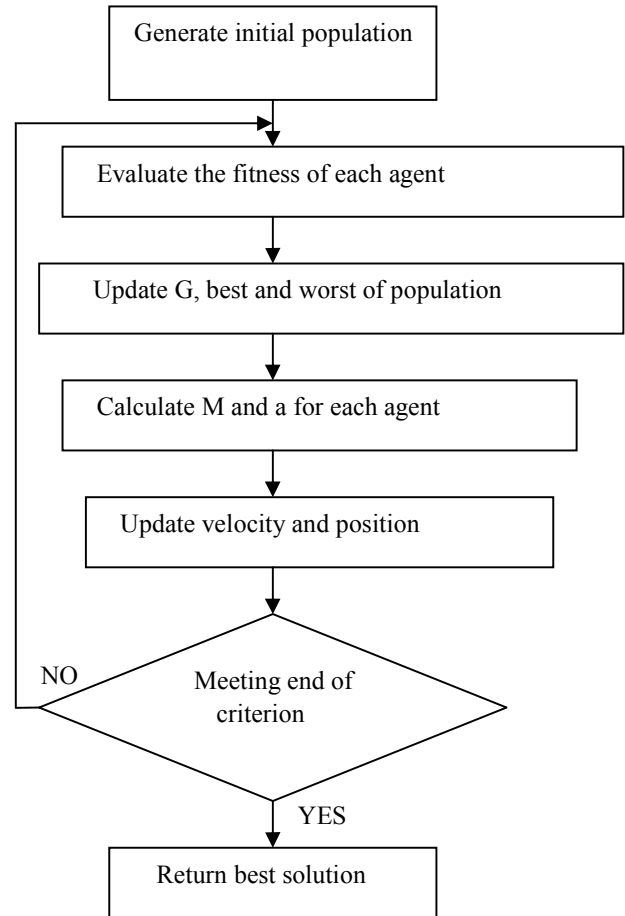 Generate initial population
Evaluate the fitness of each agent
Update G, best and worst of population
Calculate M and a for each agent
Update velocity and position
NO
Meeting end of
criterion
YES
Return best solution